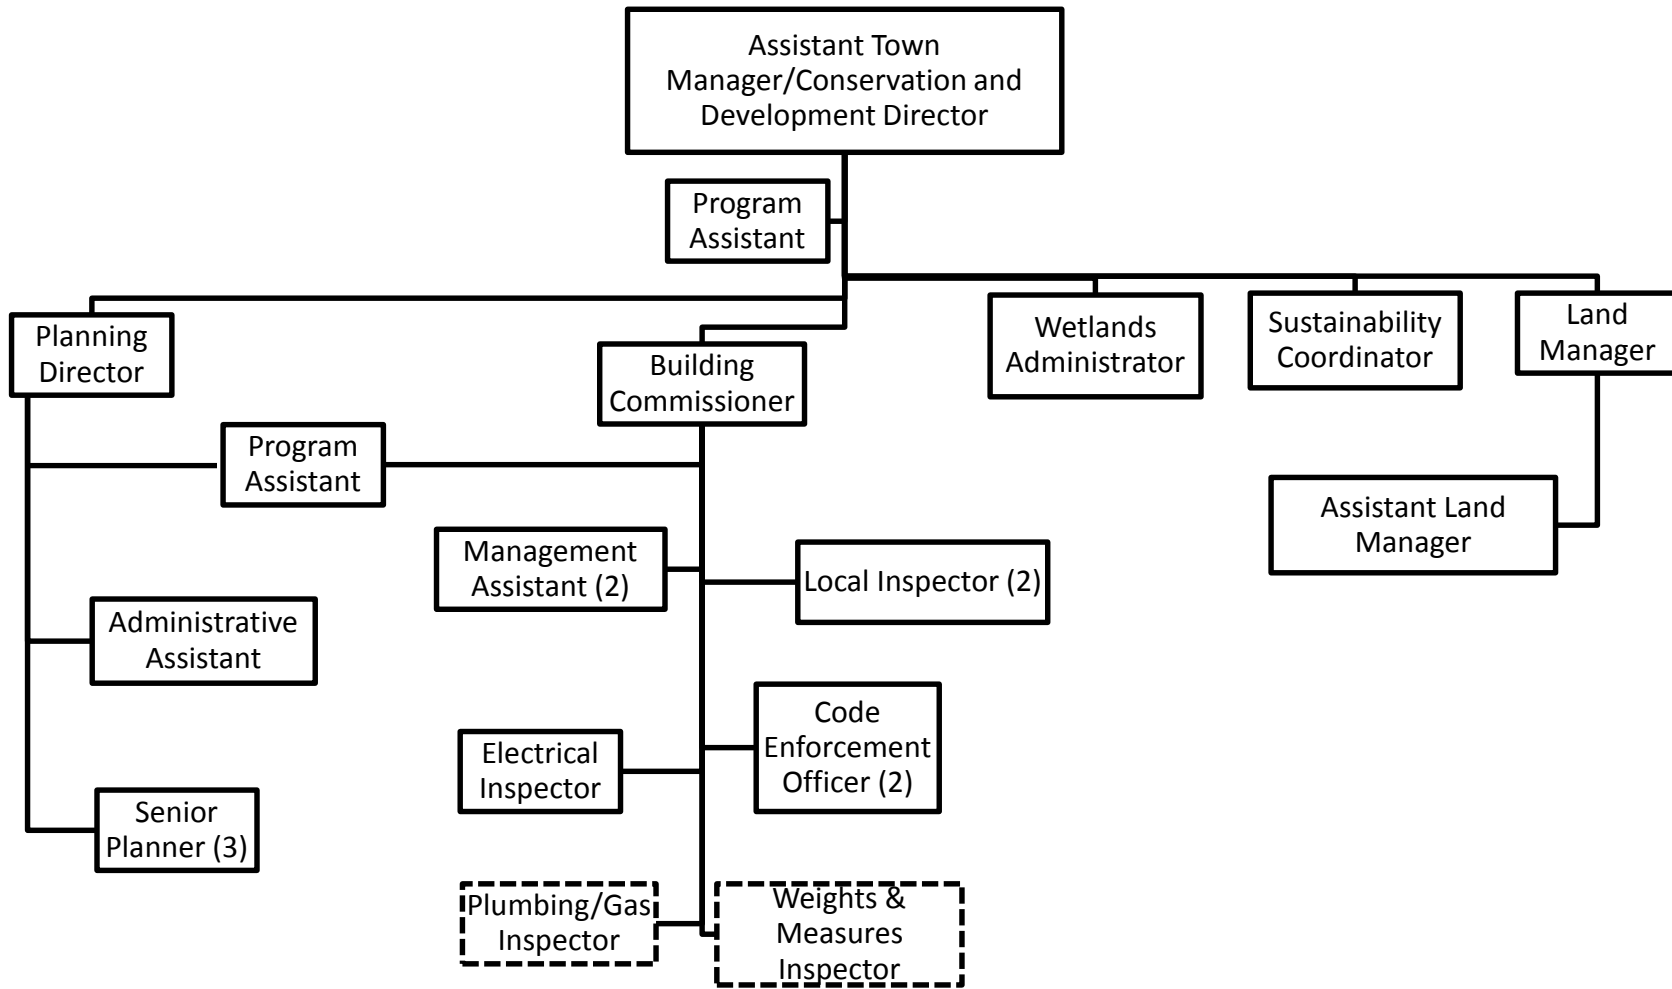 Assistant Town
Manager/Conservation and
Development Director
Program
Assistant
Planning
Director
Building
Commissioner
Wetlands
Administrator
Sustainability
Coordinator
Land
Manager
Program
Assistant
Assistant Land
Manager
Management
Assistant (2)
Local Inspector (2)
Administrative
Assistant
Code
Enforcement
Officer (2)
Electrical
Inspector
Senior
Planner (3)
Plumbing/Gas
Inspector
Weights &
Measures
Inspector